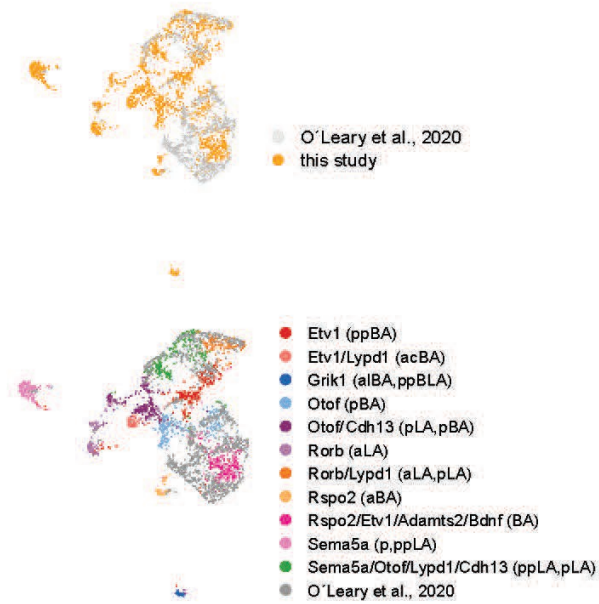 O´Leary et al., 2020
this study
Etv1 (ppBA)
Etv1/Lypd1 (acBA)
Grik1 (alBA,ppBLA)
Otof (pBA)
Otof/Cdh13 (pLA,pBA)
Rorb (aLA)
Rorb/Lypd1 (aLA,pLA)
Rspo2 (aBA)
Rspo2/Etv1/Adamts2/Bdnf (BA)
Sema5a (p,ppLA)
Sema5a/Otof/Lypd1/Cdh13 (ppLA,pLA)
O´Leary et al., 2020